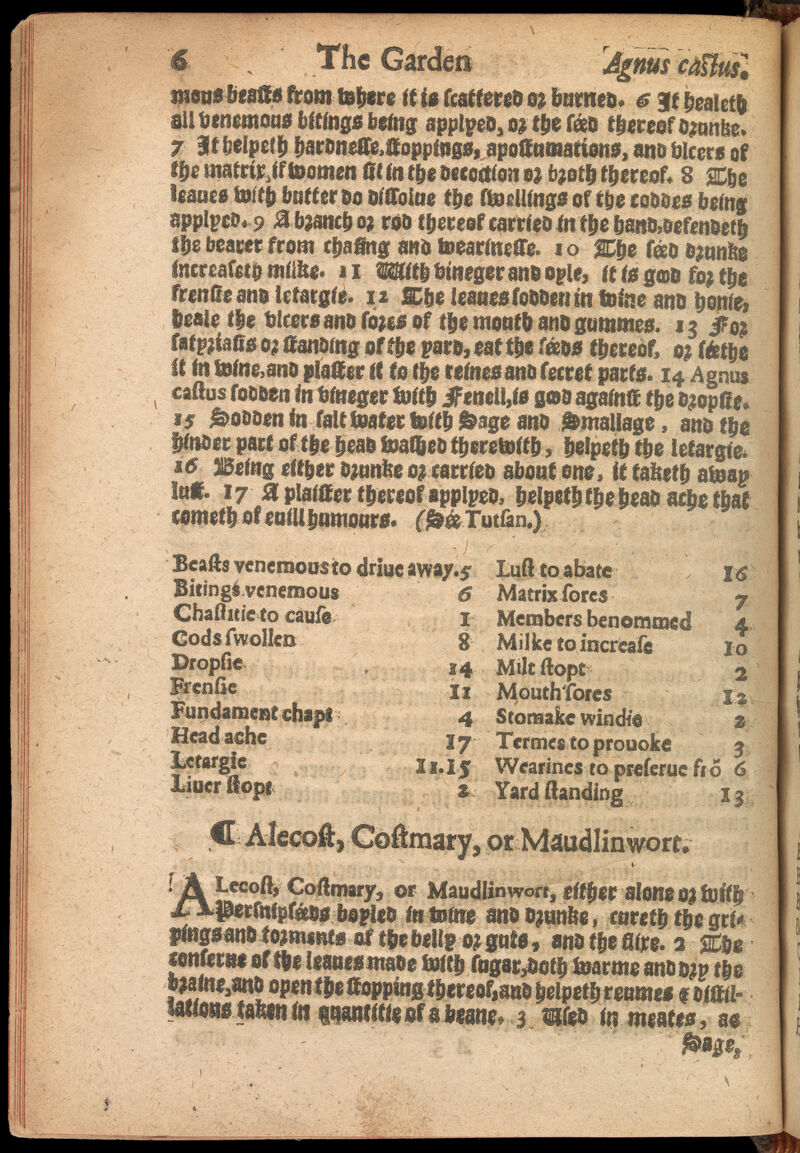 6 The Garden Agnus castus.
mous beasts from where it is scattered or burned. 6 It healeth
all venemous bitings being applyed, or the seed thereof drunke.
7 It helpeth hardnesse, stoppings, apostumations, and vlcers of
the matrix, if women sit in the decoction or broth thereof. 8 The
leaues with butter do dissolue the swellings of the coddes being
applyed. 9 A branch or rod thereof carried in the hand, defendeth
the bearer from chafing and wearinesse. 10 The seed drunke
increaseth milke. 11 With vineger and oyle, it is good for the
frensie and letargie. 12 The leaues sodden in wine and honie,
heale the vlcers and sores of the mouth and gummes. 13 For
satyriasis or standing of the yard, eat the seeds thereof, or seethe
it in wine, and plaster it to the reines and secret parts. 14 Agnus
castus sodden in vineger with Fenell, is good against the dropsie.
15 Sodden in salt water with Sage and Smallage, and the
hinder part of the head washed therewith, helpeth the letargie.
16 Being either drunke or carried about one, it taketh away
lust. 17 A plaister thereof applyed, helpeth the head ache that
cometh of euill humours. (See Tutsan.)
Beasts venemous to driue away. 5
Bitings venemous 6
Chastitie to cause 1
Cods swollen 8
Dropsie 14
Frensie 11
Fundament chapt 4
Head ache 17
Letargie 11.15
Liuer stopt 2
Lust to abate 16
Matrix sores 7
Members benommed 4
Milke to increase 10
Milt stopt 2
Mouth sores 12
Stomake windie 2
Termes to prouoke 3
Wearines to preserue frō 6
Yard standing 13
¶ Alecost, Costmary, or Maudlinwort.
1 ALecost, Costmary, or Maudlinwort, either alone or with
Persnipseeds boyled in wine and drunke, cureth the gri-
pings and torments of the belly or guts, and the flixe. 2 The
conserue of the leaues made with sugar, doth warme and dry the
braine, and open the stopping thereof, and helpeth reumes & distil-
lations taken in quantitie of a beane. 3 Vsed in meates, as
Sage,